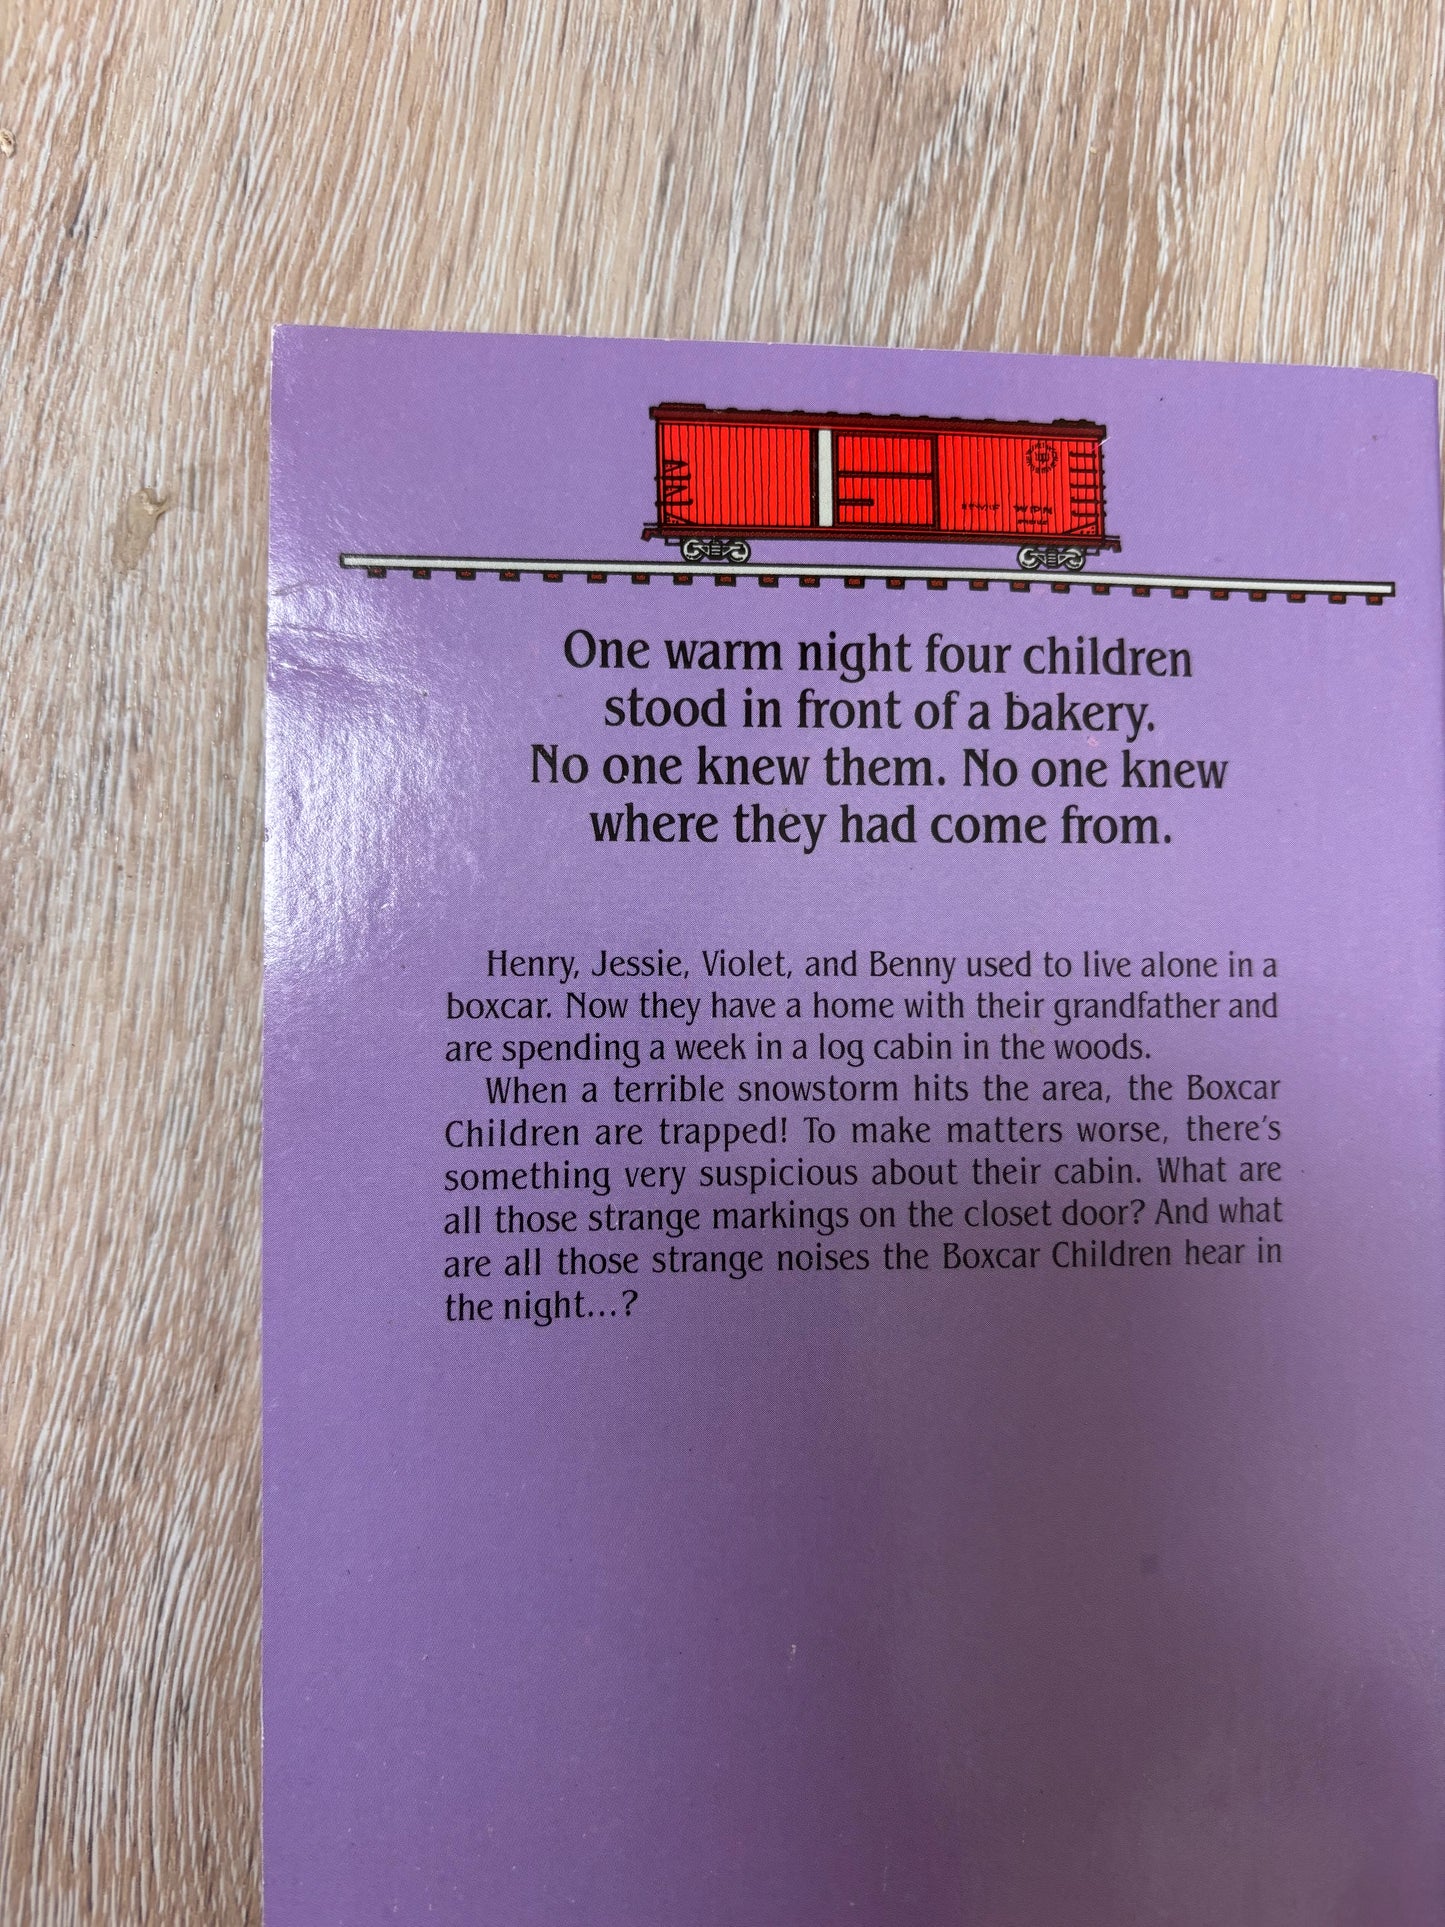 One warm night four children
stood in front of a bakery.
No one knew them. No one knew
where they had come from.
Henry, Jessie, Violet, and Benny used to live alone in a
boxcar. Now they have a home with their grandfather and
are spending a week in a log cabin in the woods.
When a terrible snowstorm hits the area, the Boxcar
Children are trapped! To make matters worse, there's
something very suspicious about their cabin. What are
all those strange markings on the closet door? And what
are all those strange noises the Boxcar Children hear in
the night...?